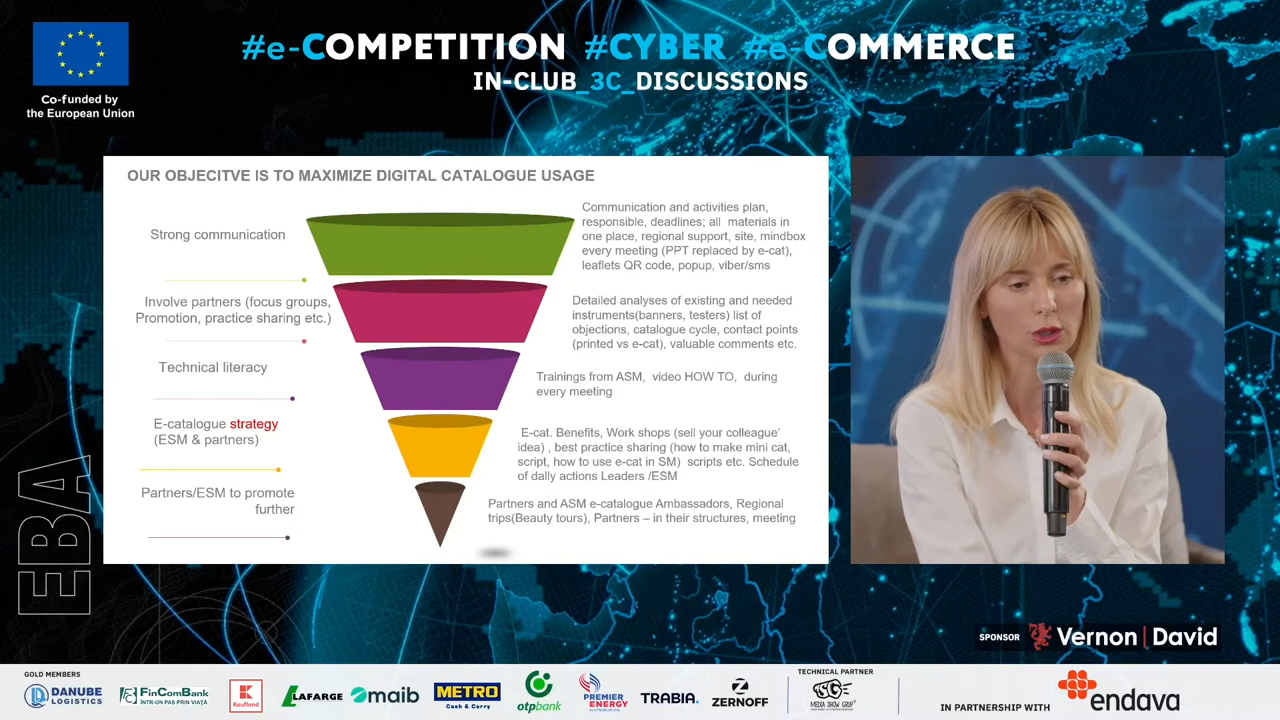 #e-COMPETITION #CYBER #e-COMMERCE
IN-CLUB_3C_DISCUSSIONS
Co-funded by
the European Union
OUR OBJECITVE IS TO MAXIMIZE DIGITAL CATALOGUE USAGE
Strong communication
Communication and activities plan,
responsible, deadlines; all materials in
one place, regional support, site, mindbox
every meeting (PPT replaced by e-cat),
leaflets QR code, popup, viber/sms
Involve partners (focus groups,
Promotion, practice sharing etc.)
Detailed analyses of existing and needed
instruments(banners, testers) list of
objections, catalogue cycle, contact points
(printed vs e-cat), valuable comments etc.
Technical literacy
Trainings from ASM, video HOW TO, during
every meeting
E-catalogue strategy
(ESM & partners)
E-cat. Benefits, Work shops (sell your colleague'
idea) , best practice sharing (how to make mini cat,
script, how to use e-cat in SM) scripts etc. Schedule
of dally actions Leaders /ESM
Partners/ESM to promote
further
Partners and ASM e-catalogue Ambassadors, Regional
trips(Beauty tours), Partners – in their structures, meeting
EBA
SPONSOR Vernon | David
GOLD MEMBERS
DANUBE
LOGISTICS
FinComBank
ÎNTR-UN PAS PRIN VIAȚĂ
Kaufland
LAFARGE
maib
METRO
Cash & Carry
otpbank
PREMIER
ENERGY
TRABIA
ZERNOFF
TECHNICAL PARTNER
MEDIA SHOW GRUP
IN PARTNERSHIP WITH
endava